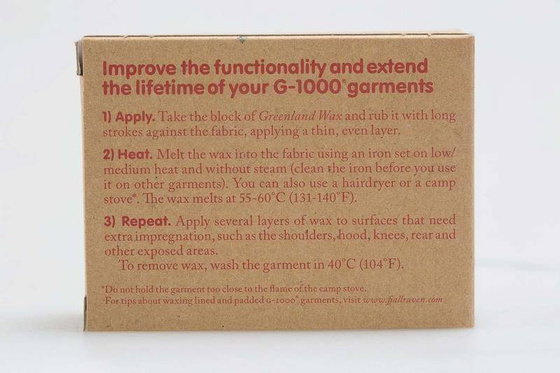 Improve the functionality and extend
the lifetime of your G-1000® garments
1) Apply. Take the block of Greenland Wax and rub it with long
strokes against the fabric, applying a thin, even layer.
2) Heat. Melt the wax into the fabric using an iron set on low/
medium heat and without steam (clean the iron before you use
it on other garments). You can also use a hairdryer or a camp
stove*. The wax melts at 55-60°C (131-140°F).
3) Repeat. Apply several layers of wax to surfaces that need
extra impregnation, such as the shoulders, hood, knees, rear and
other exposed areas.
To remove wax, wash the garment in 40°C (104°F).
*Do not hold the garment too close to the flame of the camp stove.
For tips about waxing lined and padded G-1000® garments, visit www.fjallraven.com